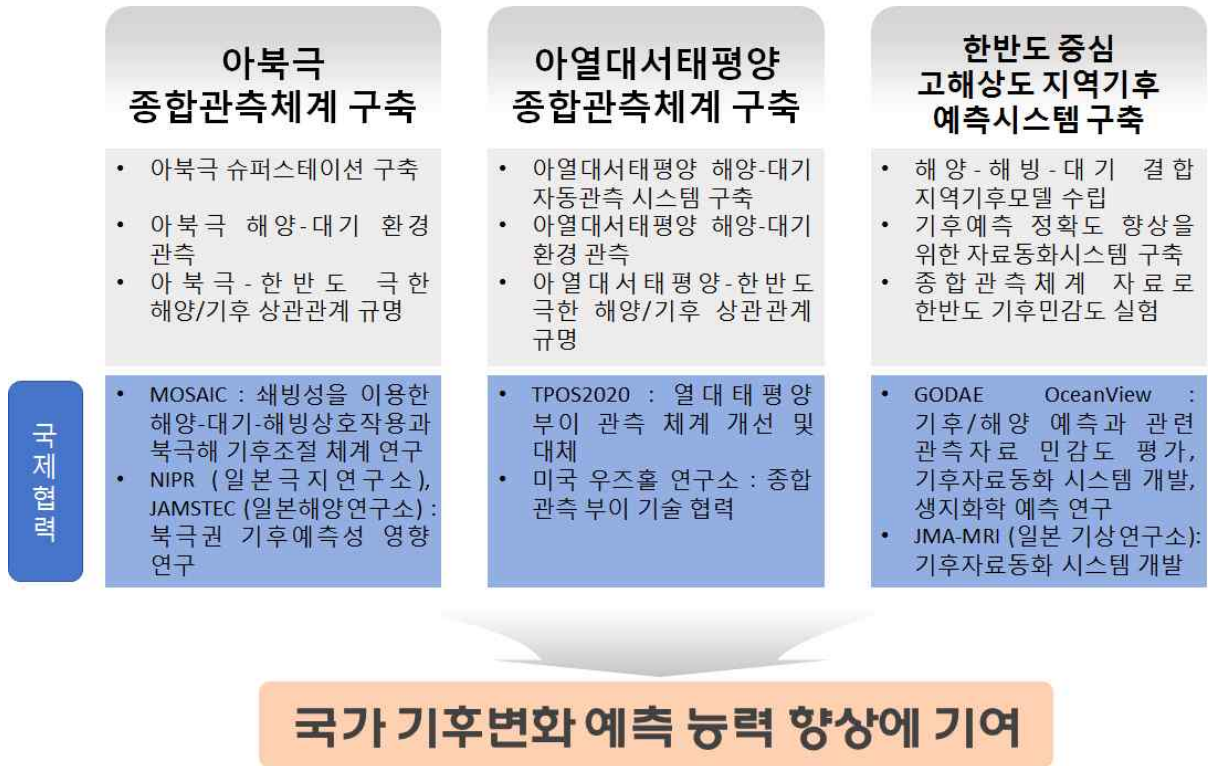 아북극
종합관측체계 구축
• 아북극 슈퍼스테이션 구축
• 아북극 해양-대기 환경
관측
• 아북극-한반도 극한
해양/기후 상관관계 규명
아열대서태평양
종합관측체계 구축
• 아열대서태평양 해양-대기
자동관측 시스템 구축
• 아열대서태평양 해양-대기
환경 관측
• 아열대서태평양-한반도
극한 해양/기후 상관관계
규명
한반도 중심
고해상도 지역기후
예측시스템 구축
• 해양-해빙-대기 결합
지역기후모델 수립
• 기후예측 정확도 향상을
위한 자료동화시스템 구축
• 종합관측체계 자료로
한반도 기후민감도 실험
국
제
협
력
• MOSAIC : 쇄빙성을 이용한
해양-대기-해빙상호작용과
북극해 기후조절 체계 연구
• NIPR (일본극지연구소),
JAMSTEC (일본해양연구소) :
북극권 기후예측성 영향
연구
• TPOS2020 : 열대태평양
부이 관측 체계 개선 및
대체
• 미국 우즈홀 연구소 : 종합
관측 부이 기술 협력
• GODAE OceanView :
기후/해양 예측과 관련
관측자료 민감도 평가,
기후자료동화 시스템 개발,
생지화학 예측 연구
• JMA-MRI (일본 기상연구소):
기후자료동화 시스템 개발
국가 기후변화 예측 능력 향상에 기여